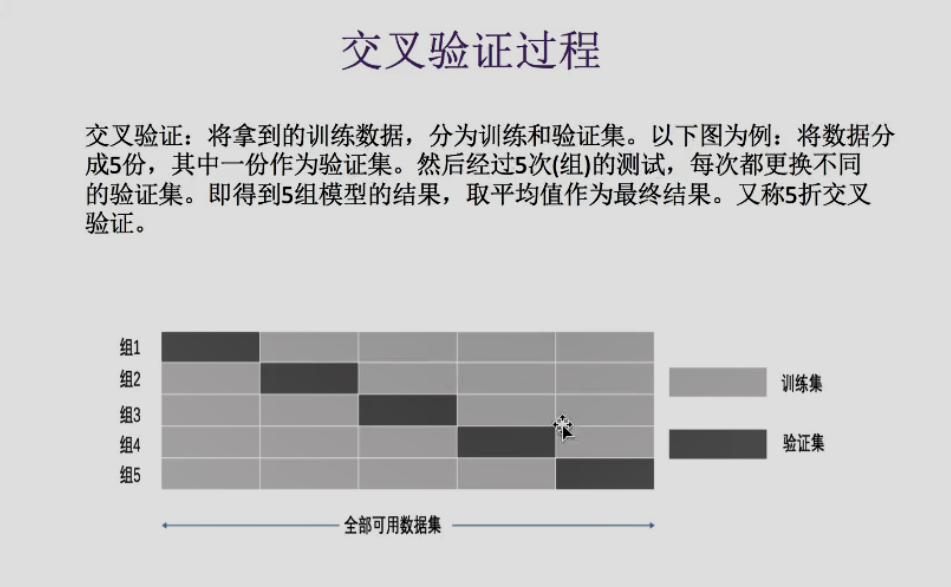 交叉验证过程
交叉验证：将拿到的训练数据，分为训练和验证集。以下图为例：将数据分
成5份，其中一份作为验证集。然后经过5次(组)的测试，每次都更换不同
的验证集。即得到5组模型的结果，取平均值作为最终结果。又称5折交叉
验证。
组1
组2
组3
组4
组5
训练集
验证集
全部可用数据集